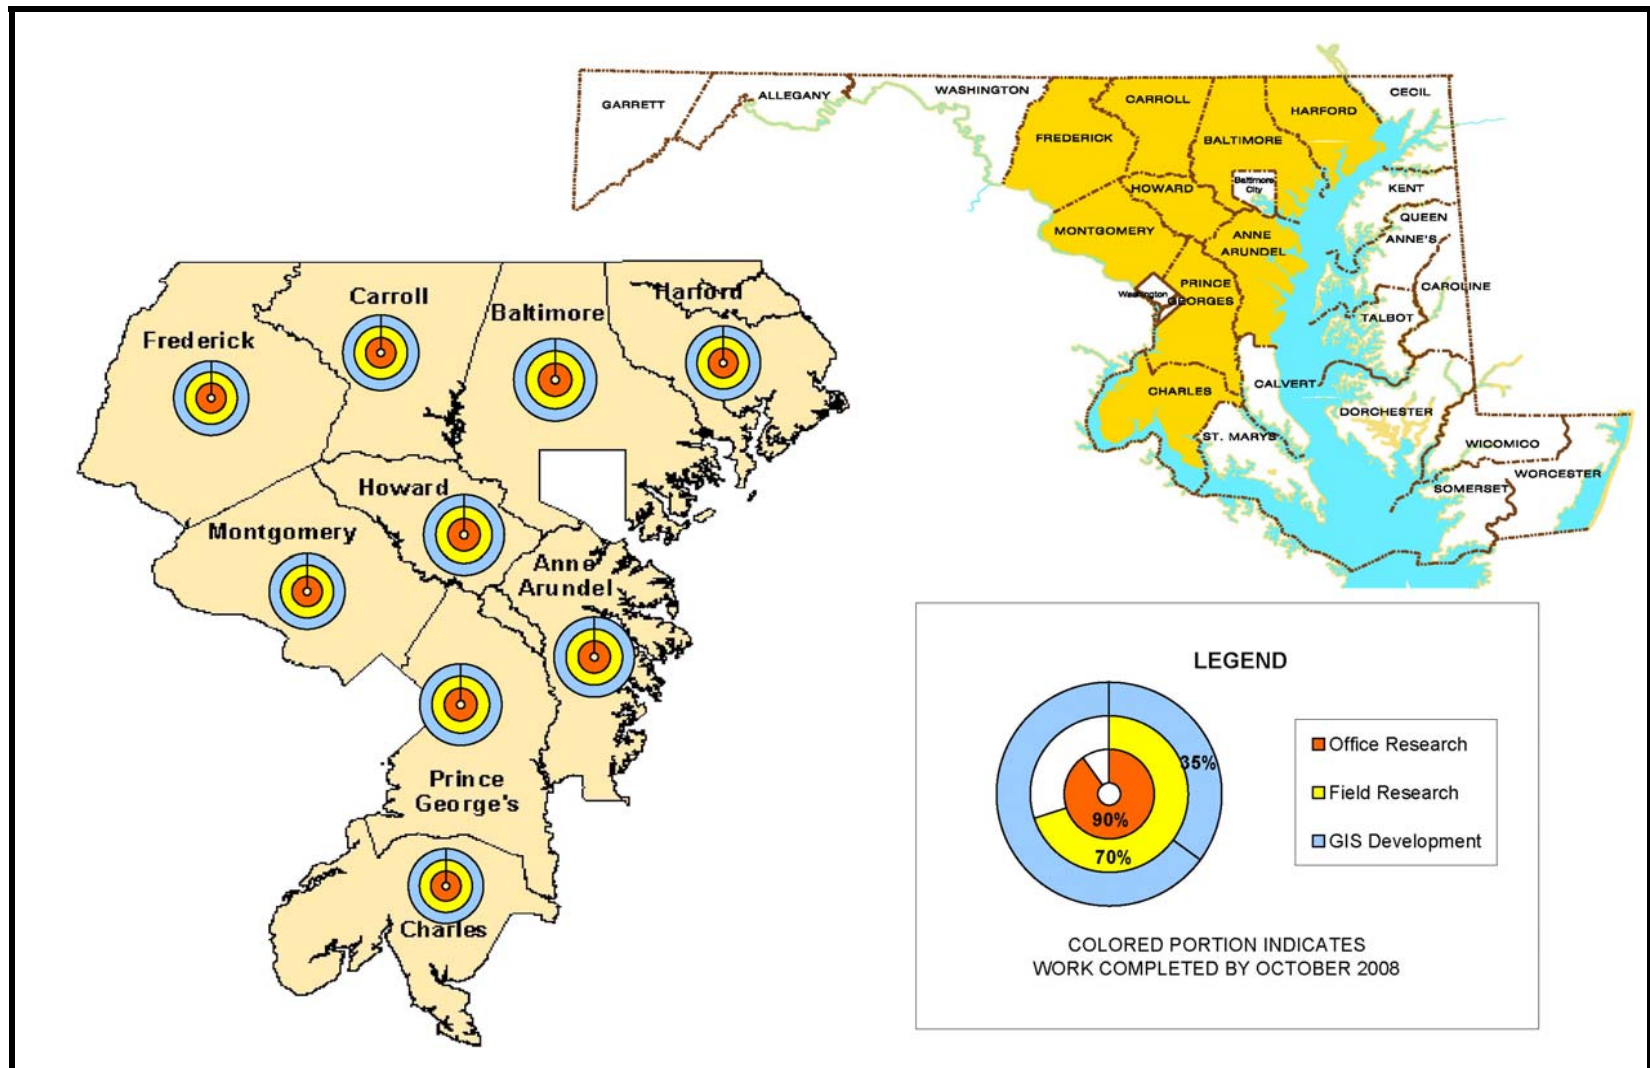 GARRETT
ALLEGANY
WASHINGTON
FREDERICK
CARROLL
BALTIMORE
HARFORD
CECIL
Baltimore
City
HOWARD
KENT
QUEEN
ANNE'S
MONTGOMERY
ANNE
ARUNDEL
PRINCE
GEORGES
Washington
CAROLINE
TALBOT
CHARLES
CALVERT
DORCHESTER
ST. MARYS
WICOMICO
WORCESTER
SOMERSET
Frederick
Carroll
Baltimore
Harford
Howard
Montgomery
Anne
Arundel
Prince
George's
Charles
LEGEND
35%
90%
70%
Office Research
Field Research
GIS Development
COLORED PORTION INDICATES
WORK COMPLETED BY OCTOBER 2008